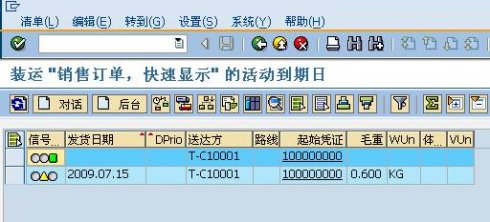 清单(L) 编辑(E) 转到(G) 设置(S) 系统(Y) 帮助(H)
装运 "销售订单，快速显示" 的活动到期日
对话 后台
信号... 发货日期 DPrio 送达方 路线 起始凭证 毛重 WUn 体... VUn
T-C10001 100000000
2009.07.15 T-C10001 100000000 0.600 KG